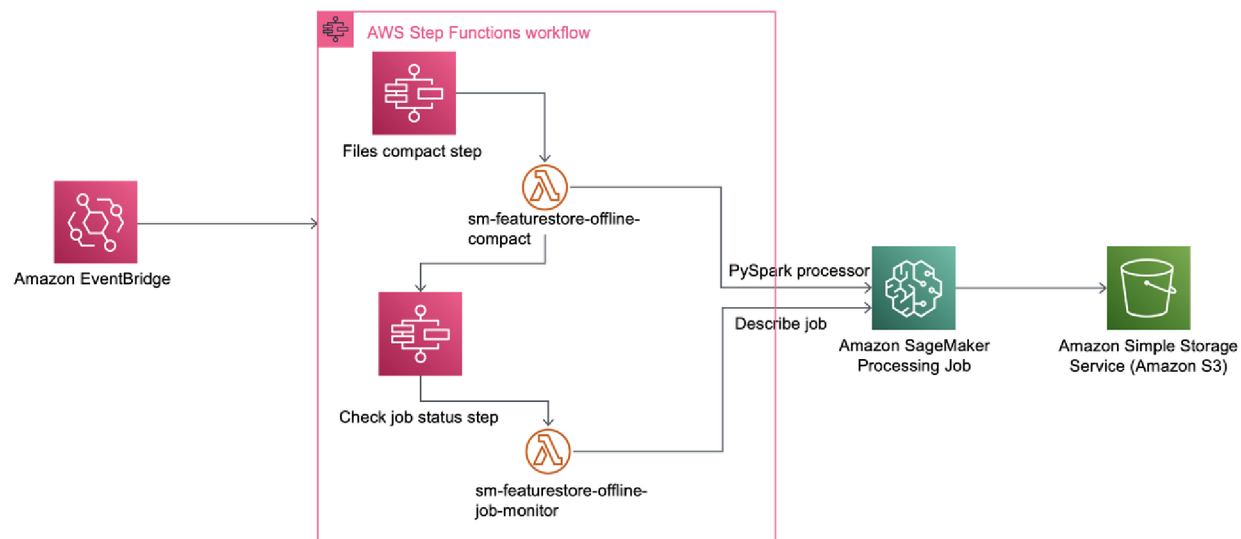 AWS Step Functions workflow
Files compact step
sm-featurestore-offline-
compact
Amazon EventBridge
PySpark processor
Describe job
Amazon SageMaker
Processing Job
Amazon Simple Storage
Service (Amazon S3)
Check job status step
sm-featurestore-offline-
job-monitor